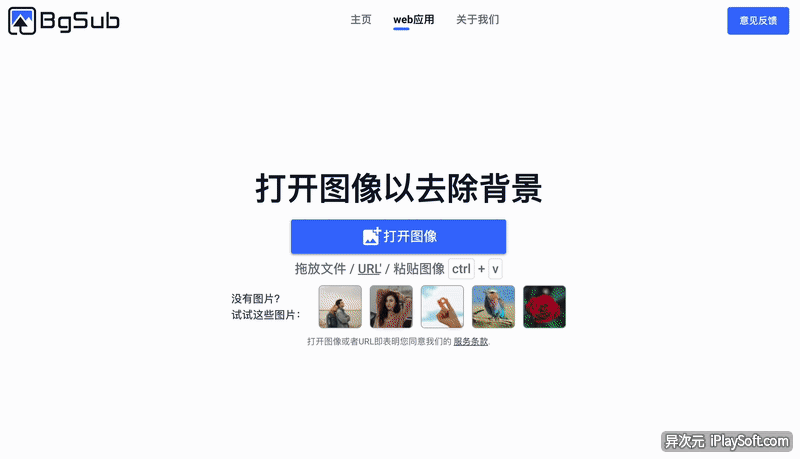 BgSub
主页 web应用 关于我们 意见反馈
打开图像以去除背景
打开图像
拖放文件 / URL / 粘贴图像 ctrl + v
没有图片?
试试这些图片：
打开图像或者URL即表明您同意我们的 服务条款.
异次元 iPlaySoft.com